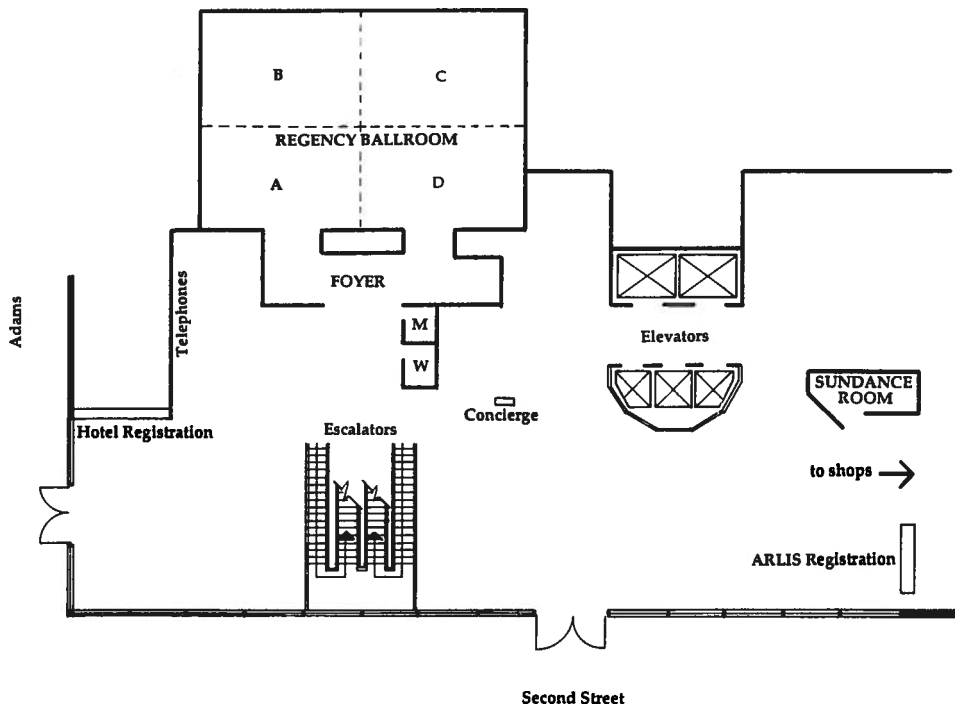 B
C
REGENCY BALLROOM
A
D
FOYER
Telephones
Adams
M
Elevators
W
SUNDANCE
ROOM
Concierge
Hotel Registration
Escalators
to shops
ARLIS Registration
Second Street